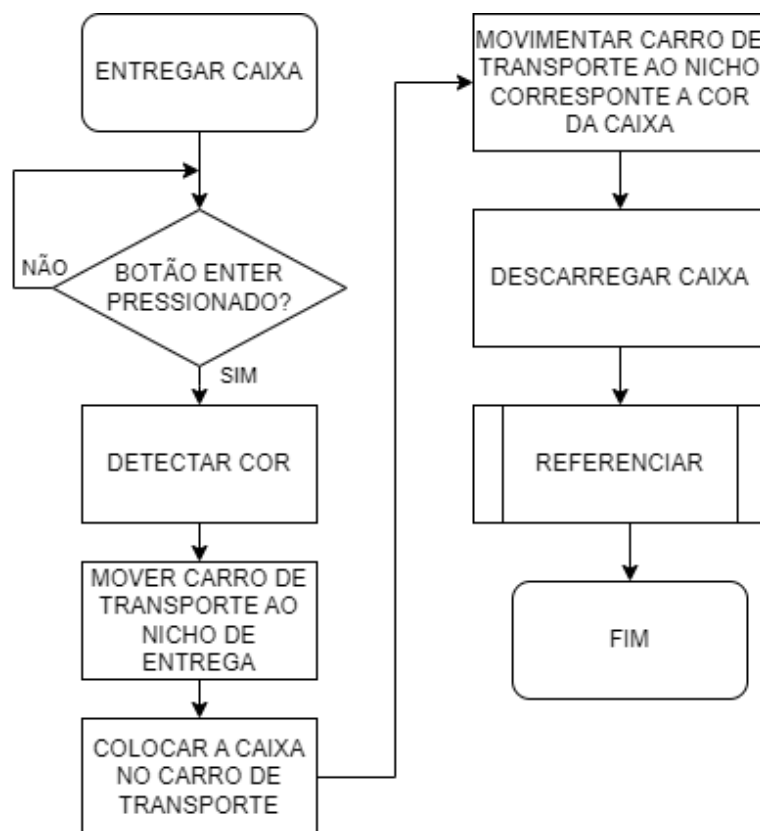 ENTREGAR CAIXA
NÃO
BOTÃO ENTER
PRESSIONADO?
SIM
DETECTAR COR
MOVER CARRO DE
TRANSPORTE AO
NICHO DE
ENTREGA
COLOCAR A CAIXA
NO CARRO DE
TRANSPORTE
MOVIMENTAR CARRO DE
TRANSPORTE AO NICHO
CORRESPONTE A COR
DA CAIXA
DESCARREGAR CAIXA
REFERENCIAR
FIM